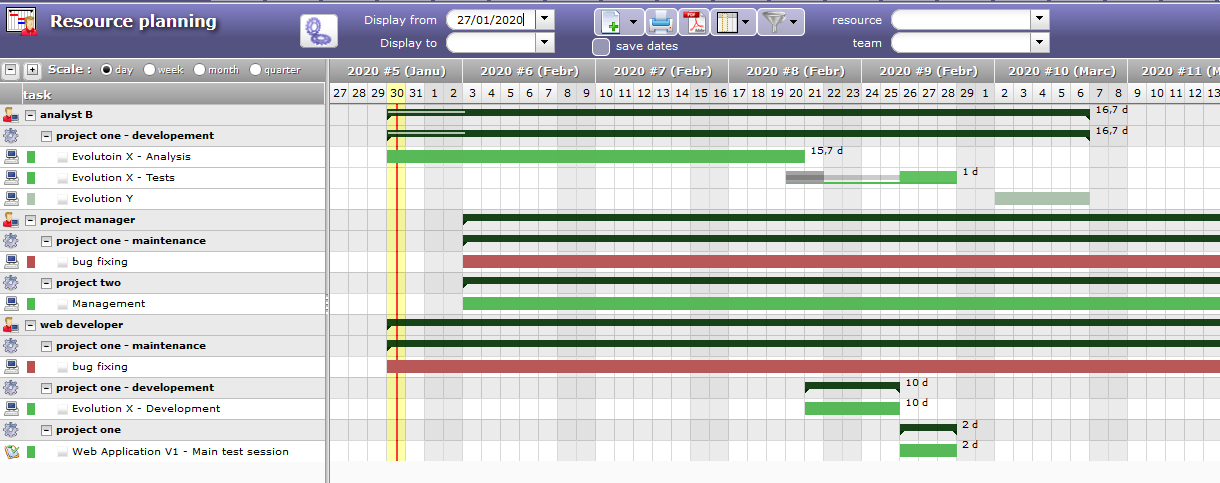 Resource planning
Display from 27/01/2020
Display to
save dates
resource
team
Scale : day week month quarter
2020 #5 (Janu) 2020 #6 (Febr) 2020 #7 (Febr) 2020 #8 (Febr) 2020 #9 (Febr) 2020 #10 (Marc) 2020 #11 (M
task
27 28 29 30 31 1 2 3 4 5 6 7 8 9 10 11 12 13 14 15 16 17 18 19 20 21 22 23 24 25 26 27 28 29 1 2 3 4 5 6 7 8 9 10 11 12 13
analyst B 16,7 d
project one - developement 16,7 d
Evolutoin X - Analysis 15,7 d
Evolution X - Tests 1 d
Evolution Y
project manager
project one - maintenance
bug fixing
project two
Management
web developer
project one - maintenance
bug fixing
project one - developement 10 d
Evolution X - Development 10 d
project one 2 d
Web Application V1 - Main test session 2 d